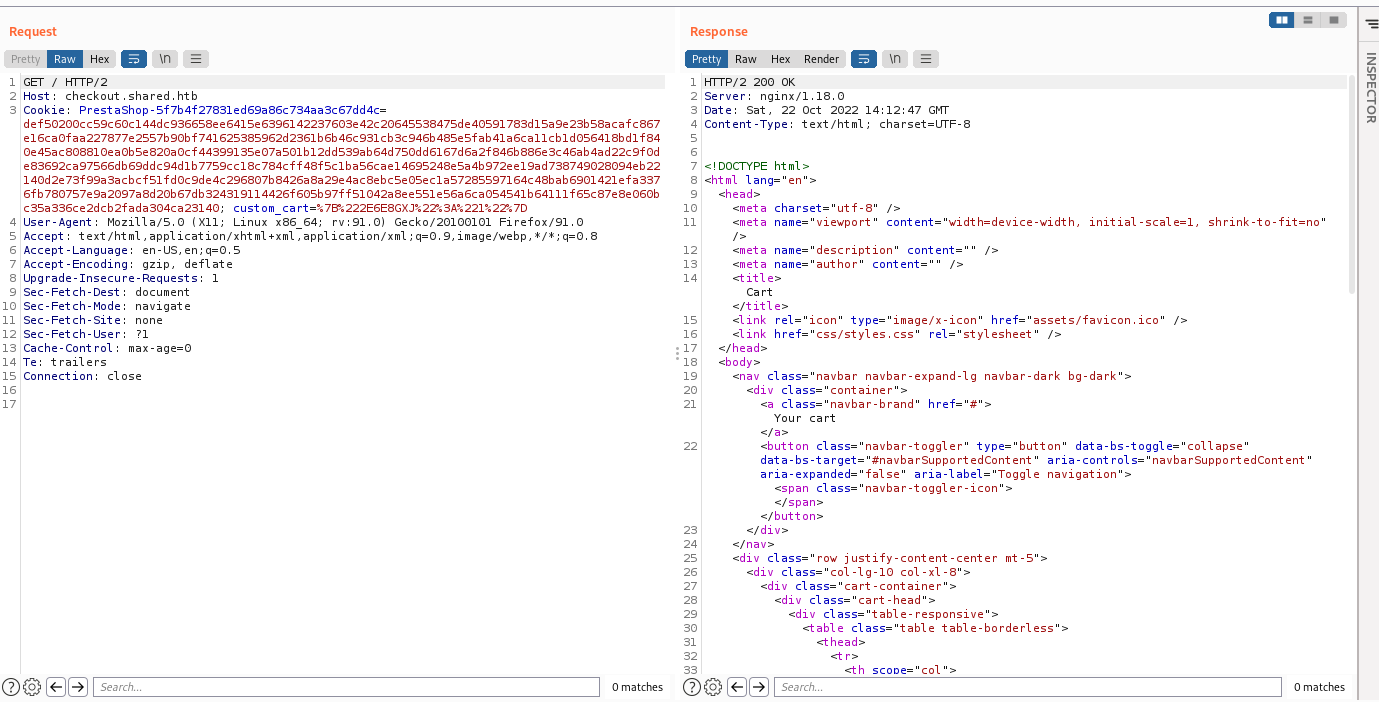 Request
Pretty Raw Hex \n
1 GET / HTTP/2
2 Host: checkout.shared.htb
3 Cookie: PrestaShop-5f7b4f27831ed69a86c734aa3c67dd4c=
def50200cc59c60c144dc936658ee6415e6396142237603e42c20645538475de40591783d15a9e23b58acafc867
e16ca0faa227877e2557b90bf741625385962d2361b6b46c931cb3c946b485e5fab41a6ca11cb1d056418bd1f84
0e45ac808810ea0b5e820a0cf44399135e07a501b12dd539ab64d750dd6167d6a2f846b886e3c46ab4ad22c9f0d
e83692ca97566db69ddc94d1b7759cc18c784cff48f5c1ba56cae14695248e5a4b972ee19ad738749028094eb22
140d2e73f99a3acbcf51fd0c9de4c296807b8426a8a29e4ac8ebc5e05ec1a57285597164c48bab6901421efa337
6fb780757e9a2097a8d20b67db324319114426f605b97ff51042a8ee551e56a6ca054541b64111f65c87e8e060b
c35a336ce2dcb2fada304ca23140; custom_cart=%7B%222E6E8GXJ%22%3A%221%22%7D
4 User-Agent: Mozilla/5.0 (X11; Linux x86_64; rv:91.0) Gecko/20100101 Firefox/91.0
5 Accept: text/html,application/xhtml+xml,application/xml;q=0.9,image/webp,*/*;q=0.8
6 Accept-Language: en-US,en;q=0.5
7 Accept-Encoding: gzip, deflate
8 Upgrade-Insecure-Requests: 1
9 Sec-Fetch-Dest: document
10 Sec-Fetch-Mode: navigate
11 Sec-Fetch-Site: none
12 Sec-Fetch-User: ?1
13 Cache-Control: max-age=0
14 Te: trailers
15 Connection: close
16
17
Search...
0 matches
Response
Pretty Raw Hex Render \n
1 HTTP/2 200 OK
2 Server: nginx/1.18.0
3 Date: Sat, 22 Oct 2022 14:12:47 GMT
4 Content-Type: text/html; charset=UTF-8
5
6
7 <!DOCTYPE html>
8 <html lang="en">
9 <head>
10 <meta charset="utf-8" />
11 <meta name="viewport" content="width=device-width, initial-scale=1, shrink-to-fit=no"
/>
12 <meta name="description" content="" />
13 <meta name="author" content="" />
14 <title>
Cart
</title>
15 <link rel="icon" type="image/x-icon" href="assets/favicon.ico" />
16 <link href="css/styles.css" rel="stylesheet" />
17 </head>
18 <body>
19 <nav class="navbar navbar-expand-lg navbar-dark bg-dark">
20 <div class="container">
21 <a class="navbar-brand" href="#">
Your cart
</a>
22 <button class="navbar-toggler" type="button" data-bs-toggle="collapse"
data-bs-target="#navbarSupportedContent" aria-controls="navbarSupportedContent"
aria-expanded="false" aria-label="Toggle navigation">
<span class="navbar-toggler-icon">
</span>
</button>
23 </div>
24 </nav>
25 <div class="row justify-content-center mt-5">
26 <div class="col-lg-10 col-xl-8">
27 <div class="cart-container">
28 <div class="cart-head">
29 <div class="table-responsive">
30 <table class="table table-borderless">
31 <thead>
32 <tr>
33 <th scope="col">
Search...
0 matches
INSPECTOR